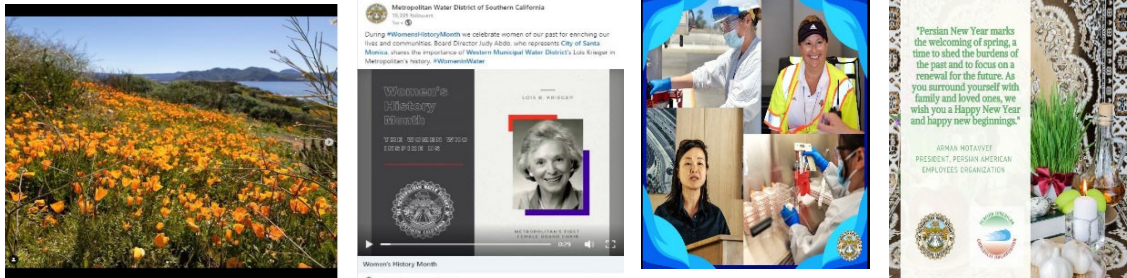 Metropolitan Water District of Southern California
During #WomensHistoryMonth we celebrate women of our past for enriching our
lives and communities. Board Director Judy Abdo, who represents City of Santa
Monica, shares the importance of Western Municipal Water District's Lois Krieger in
Metropolitan's history. #WomeninWater
Women's
History
Month
THE WOMEN WHO
INSPIRE US
LOIS B. KRIEGER
METROPOLITAN'S FIRST
FEMALE BOARD CHAIR
0:29
Women's History Month
"Persian New Year marks
the welcoming of spring, a
time to shed the burdens of
the past and to focus on a
renewal for the future. As
you surround yourself with
family and loved ones, we
wish you a Happy New Year
and happy new beginnings."
ARMAN MOTAVVEF
PRESIDENT, PERSIAN AMERICAN
EMPLOYEES ORGANIZATION